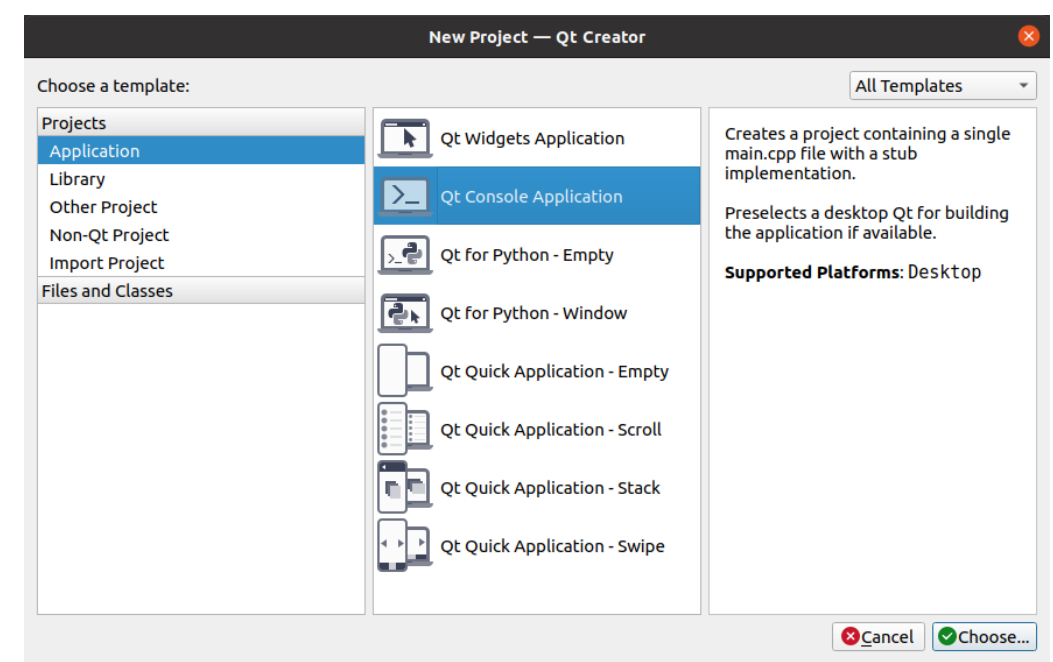 New Project — Qt Creator
Choose a template:
All Templates
Projects
Application
Library
Other Project
Non-Qt Project
Import Project
Files and Classes
Qt Widgets Application
Qt Console Application
Qt for Python - Empty
Qt for Python - Window
Qt Quick Application - Empty
Qt Quick Application - Scroll
Qt Quick Application - Stack
Qt Quick Application - Swipe
Creates a project containing a single
main.cpp file with a stub
implementation.
Preselects a desktop Qt for building
the application if available.
Supported Platforms: Desktop
Cancel
Choose...